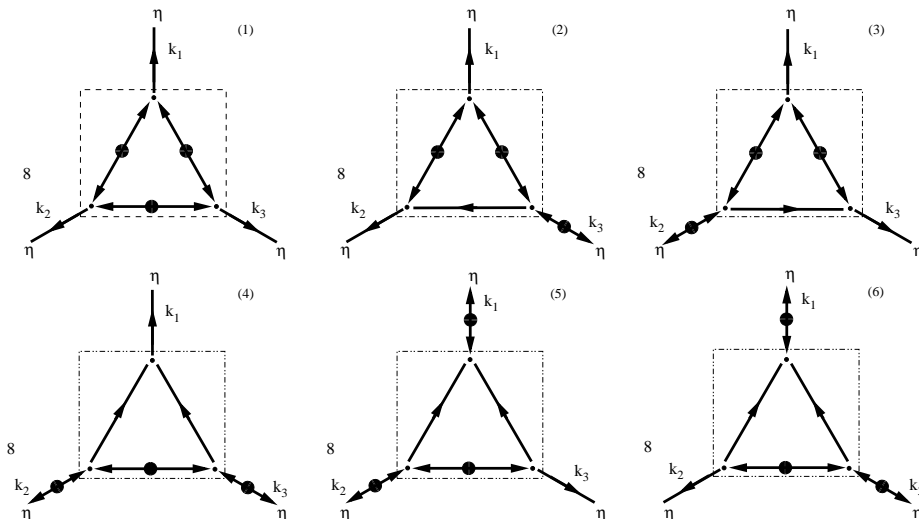 η η η
(1) (2) (3)
k₁ k₁ k₁
8 8 8
k₂ k₃ k₂ k₃ k₂ k₃
η η η η η η
η η η
(4) (5) (6)
k₁ k₁ k₁
8 8 8
k₂ k₃ k₂ k₃ k₂ k₃
η η η η η η